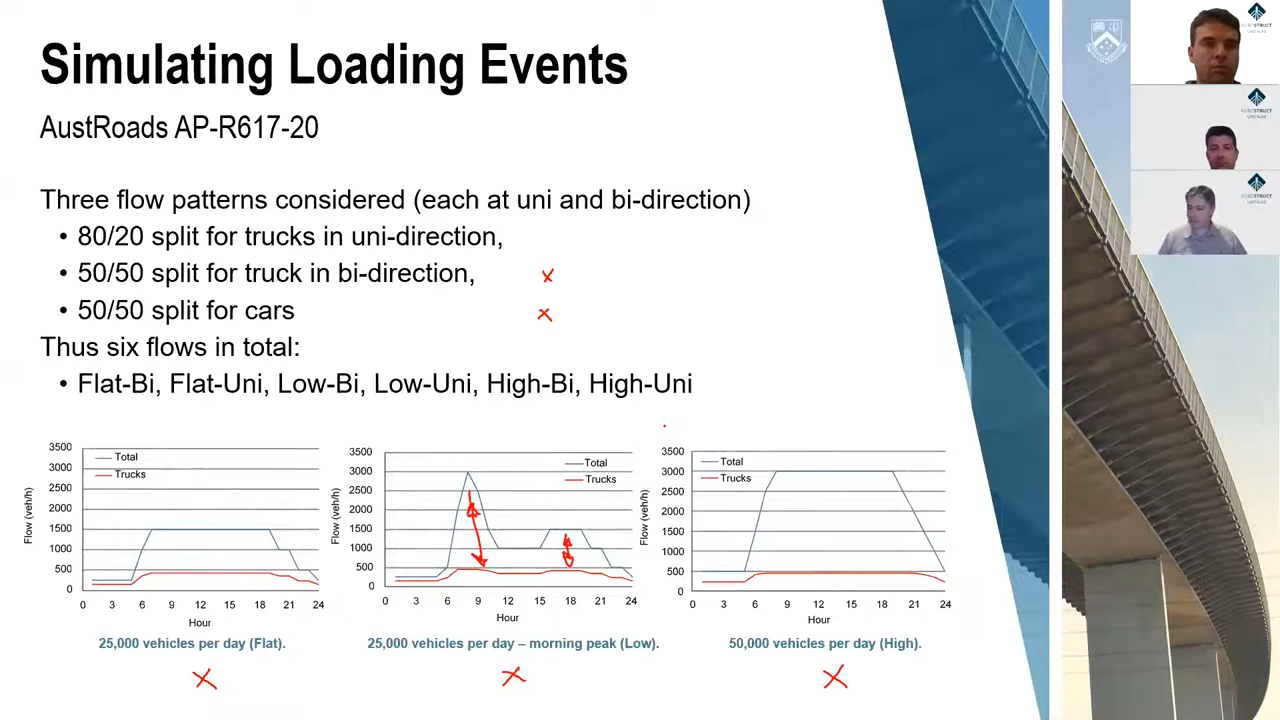 Simulating Loading Events
AustRoads AP-R617-20
Three flow patterns considered (each at uni and bi-direction)
• 80/20 split for trucks in uni-direction,
• 50/50 split for truck in bi-direction,
• 50/50 split for cars
Thus six flows in total:
• Flat-Bi, Flat-Uni, Low-Bi, Low-Uni, High-Bi, High-Uni
3500
3000
2500
2000
1500
1000
500
0
Flow (veh/h)
Total
Trucks
0 3 6 9 12 15 18 21 24
Hour
25,000 vehicles per day (Flat).
3500
3000
2500
2000
1500
1000
500
0
Flow (veh/h)
Total
Trucks
0 3 6 9 12 15 18 21 24
Hour
25,000 vehicles per day – morning peak (Low).
3500
3000
2500
2000
1500
1000
500
0
Flow (veh/h)
Total
Trucks
0 3 6 9 12 15 18 21 24
Hour
50,000 vehicles per day (High).